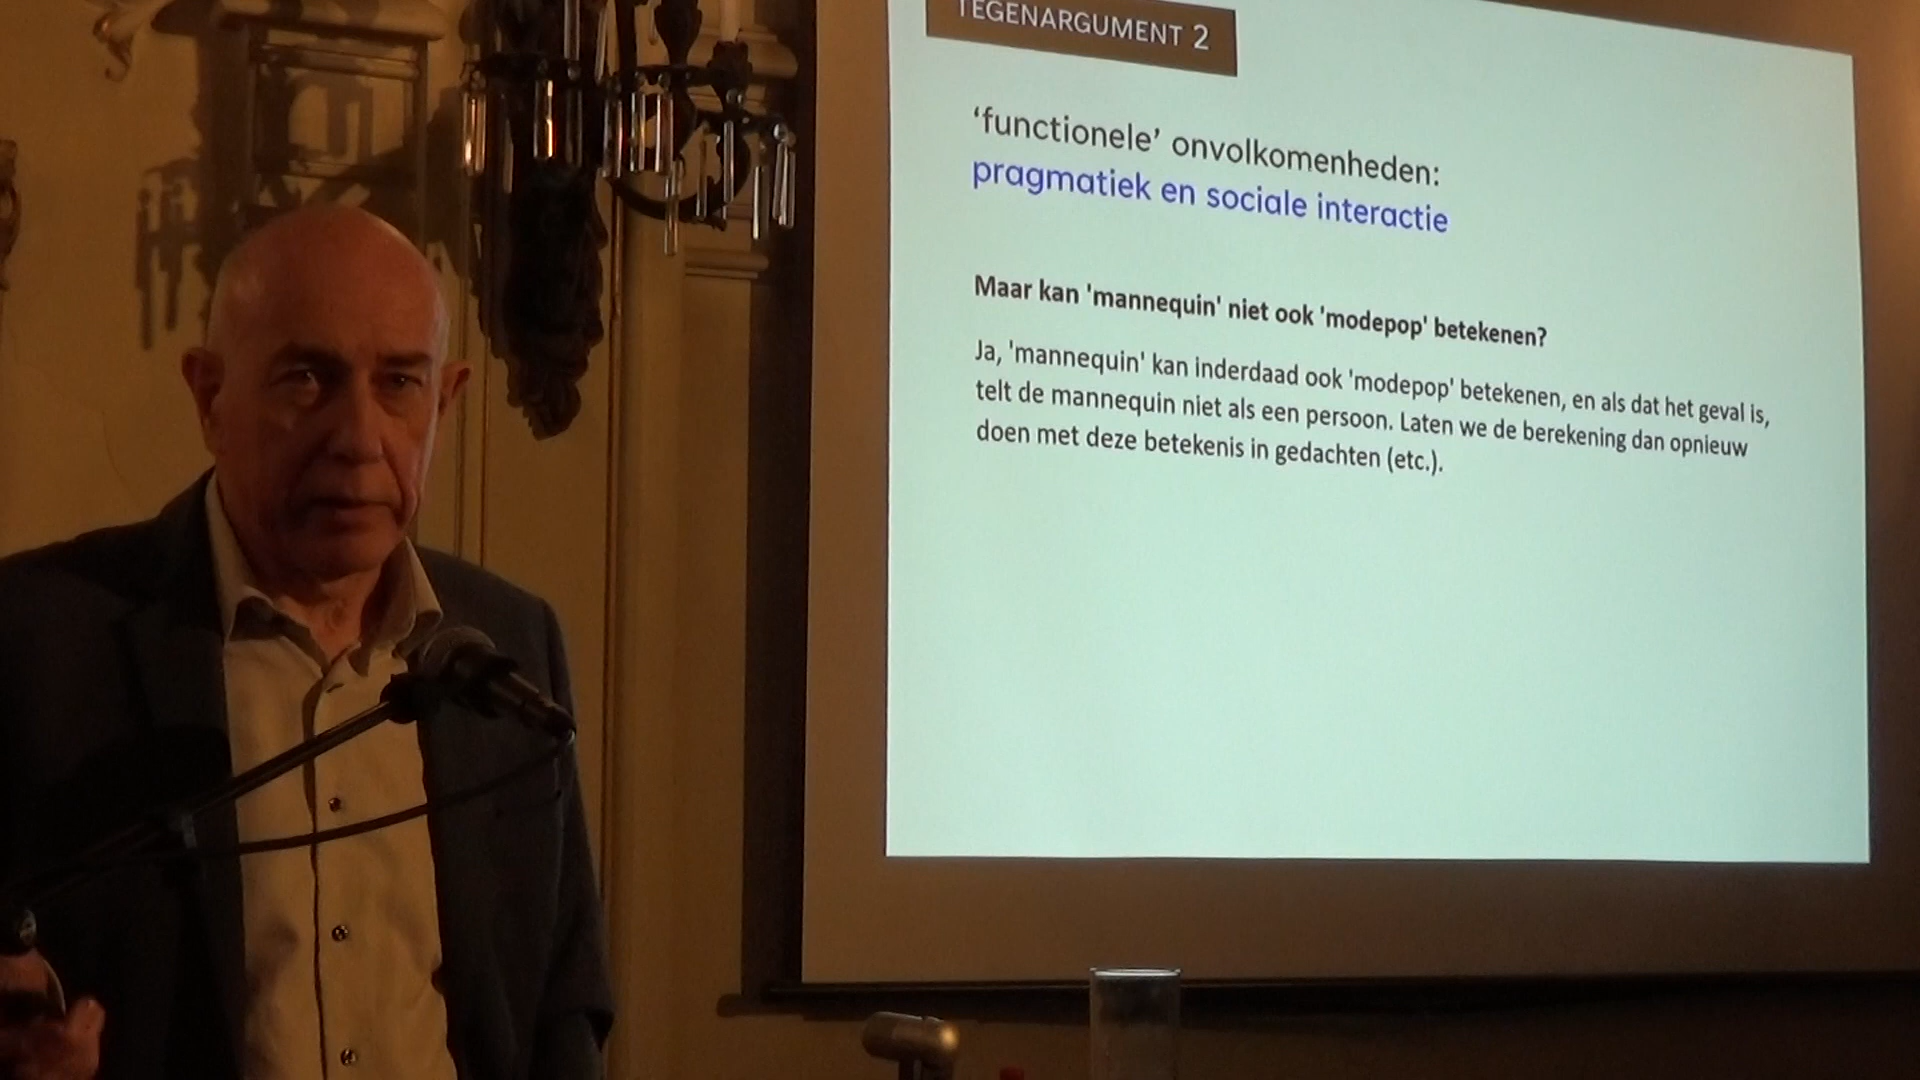 TEGENARGUMENT 2
‘functionele’ onvolkomenheden:
pragmatiek en sociale interactie
Maar kan 'mannequin' niet ook 'modepop' betekenen?
Ja, 'mannequin' kan inderdaad ook 'modepop' betekenen, en als dat het geval is,
telt de mannequin niet als een persoon. Laten we de berekening dan opnieuw
doen met deze betekenis in gedachten (etc.).